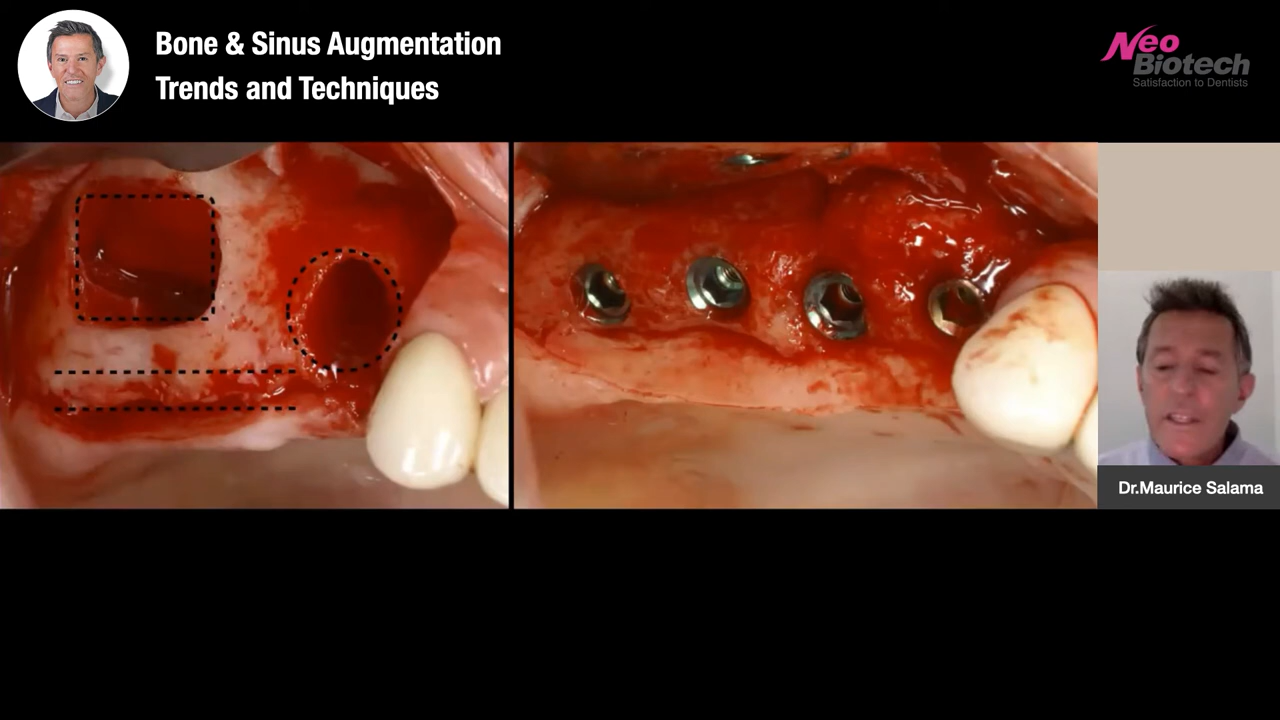 Bone & Sinus Augmentation
Trends and Techniques
Neo
Biotech
Satisfaction to Dentists
Dr.Maurice Salama